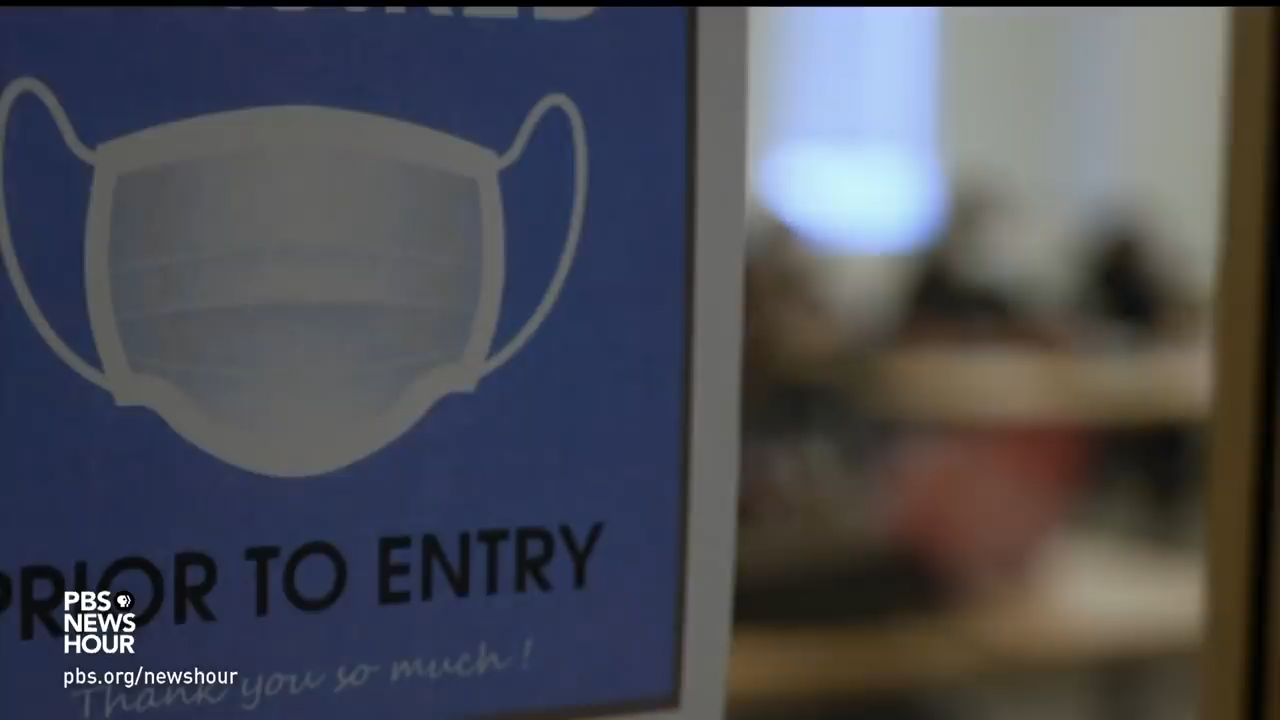 PRIOR TO ENTRY
Thank you so much!
PBS
NEWS
HOUR
pbs.org/newshour